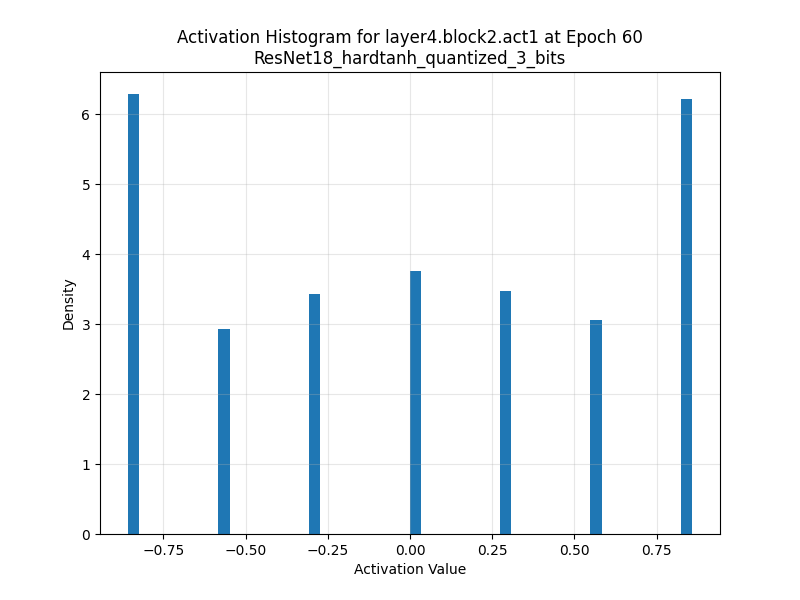 Activation Histogram for layer4.block2.act1 at Epoch 60
ResNet18_hardtanh_quantized_3_bits
6
5
4
3
2
1
0
Density
−0.75 −0.50 −0.25 0.00 0.25 0.50 0.75
Activation Value